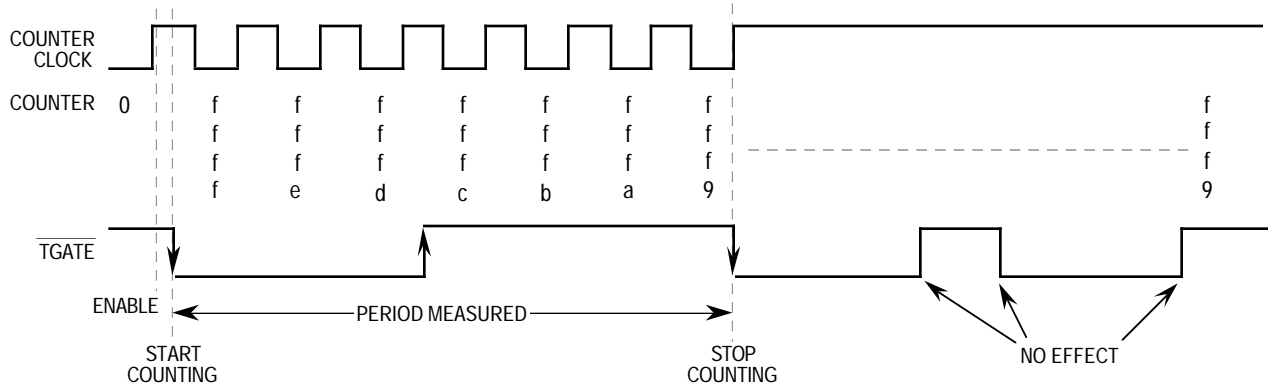 COUNTER
CLOCK
COUNTER 0 f f f f f f f f
f f f f f f f f
f f f f f f f f
f e d c b a 9 9
TGATE
ENABLE
PERIOD MEASURED
START
COUNTING
STOP
COUNTING
NO EFFECT